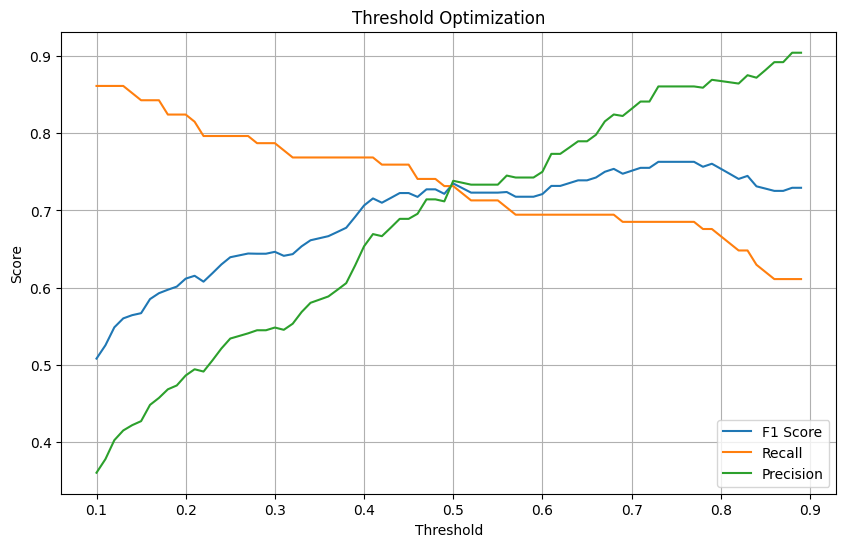 Threshold Optimization
Score
0.9
0.8
0.7
0.6
0.5
0.4
F1 Score
Recall
Precision
0.1 0.2 0.3 0.4 0.5 0.6 0.7 0.8 0.9
Threshold